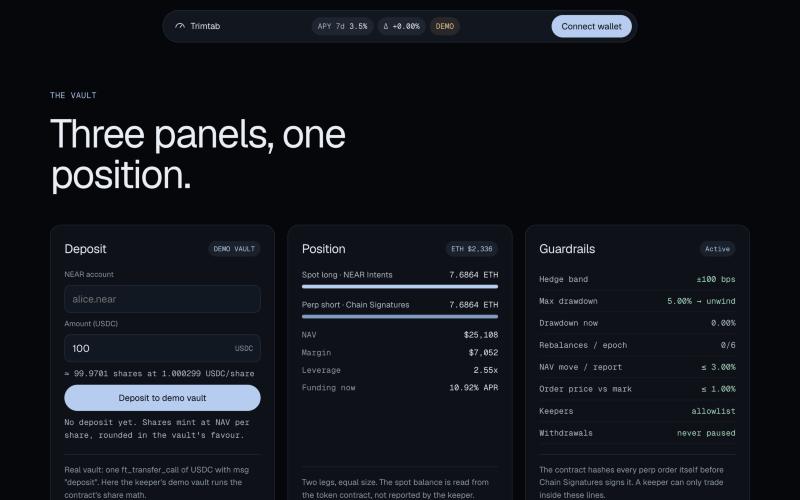 Trimtab
APY 7d 3.5%
Δ +0.00%
DEMO
Connect wallet
THE VAULT
Three panels, one
position.
Deposit
DEMO VAULT
NEAR account
alice.near
Amount (USDC)
100
USDC
≈ 99.9701 shares at 1.000299 USDC/share
Deposit to demo vault
No deposit yet. Shares mint at NAV per
share, rounded in the vault's favour.
Real vault: one ft_transfer_call of USDC with msg
"deposit". Here the keeper's demo vault runs the
contract's share math.
Position
ETH $2,336
Spot long · NEAR Intents 7.6864 ETH
Perp short · Chain Signatures 7.6864 ETH
NAV $25,108
Margin $7,052
Leverage 2.55x
Funding now 10.92% APR
Two legs, equal size. The spot balance is read from
the token contract, not reported by the keeper.
Guardrails
Active
Hedge band ±100 bps
Max drawdown 5.00% → unwind
Drawdown now 0.00%
Rebalances / epoch 0/6
NAV move / report ≤ 3.00%
Order price vs mark ≤ 1.00%
Keepers allowlist
Withdrawals never paused
The contract hashes every perp order itself before
Chain Signatures signs it. A keeper can only trade
inside these lines.